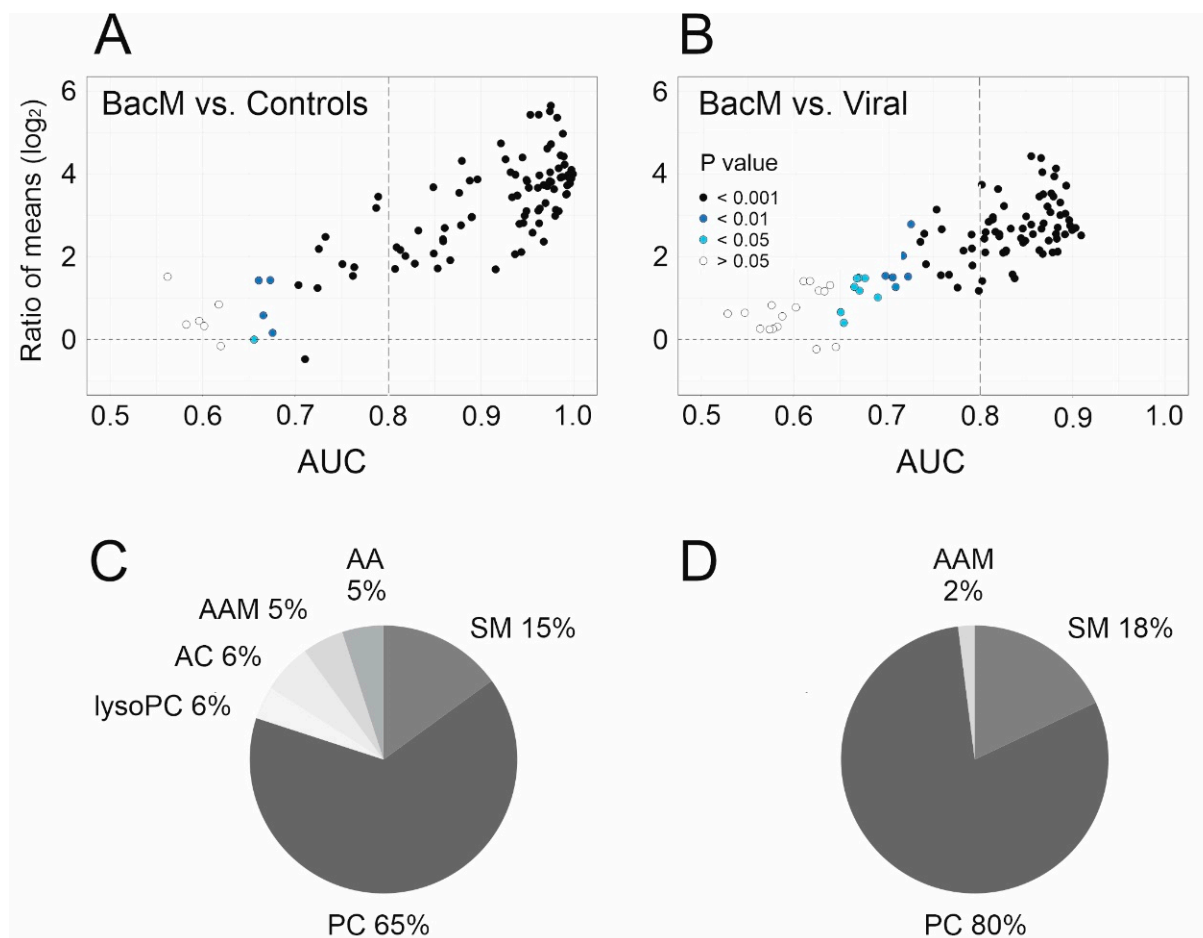 A
B
Ratio of means (log₂)
6
4
2
0
BacM vs. Controls
0.5 0.6 0.7 0.8 0.9 1.0
AUC
6
4
2
0
BacM vs. Viral
P value
< 0.001
< 0.01
< 0.05
> 0.05
0.5 0.6 0.7 0.8 0.9 1.0
AUC
C
AA
5%
AAM 5%
AC 6%
lysoPC 6%
SM 15%
PC 65%
D
AAM
2%
SM 18%
PC 80%